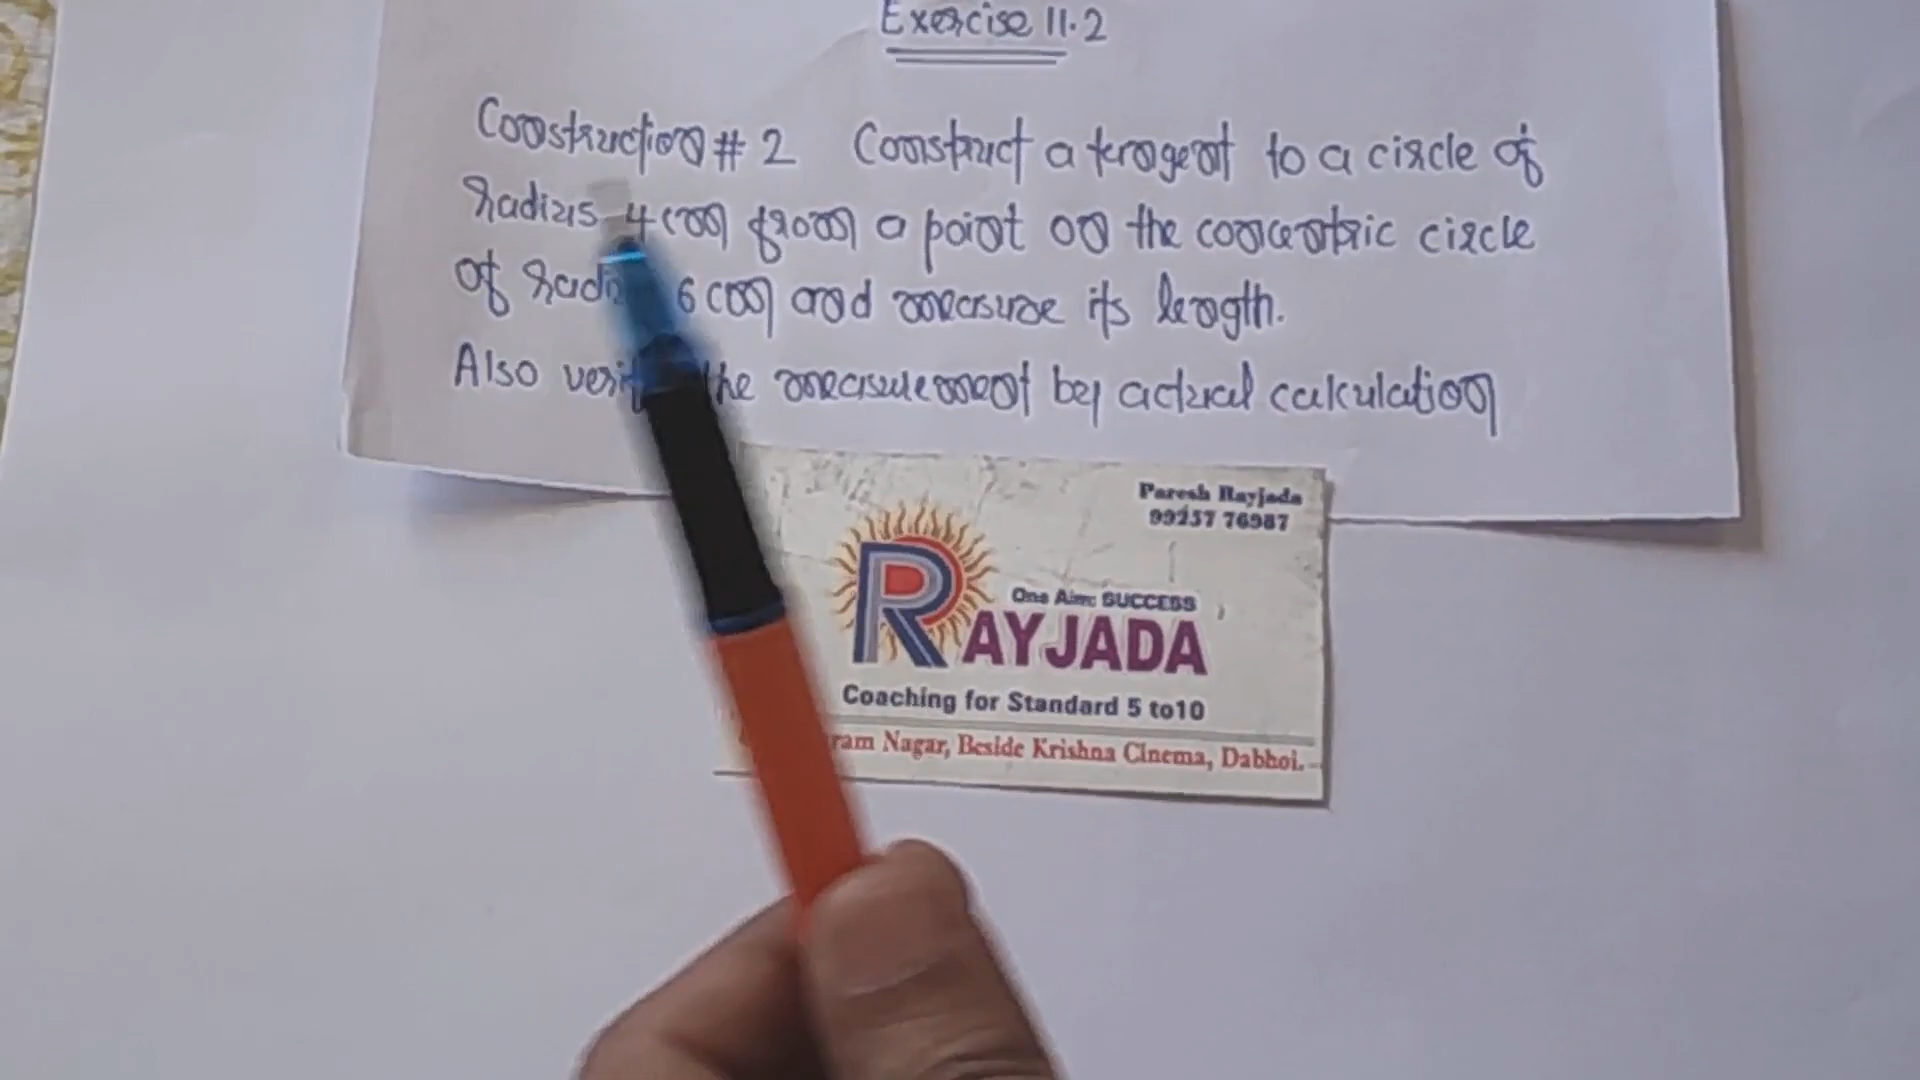 Exercise 11.2
Construction # 2 Construct a tangent to a circle of
radius 4 cm from a point on the concentric circle
of 6 cm and measure its length.
Also the measurement by actual calculation
Paresh Rayjada
99257 76987
One Aim: SUCCESS
RAYJADA
Coaching for Standard 5 to10
Nagar, Beside Krishna Cinema, Dabhoi.